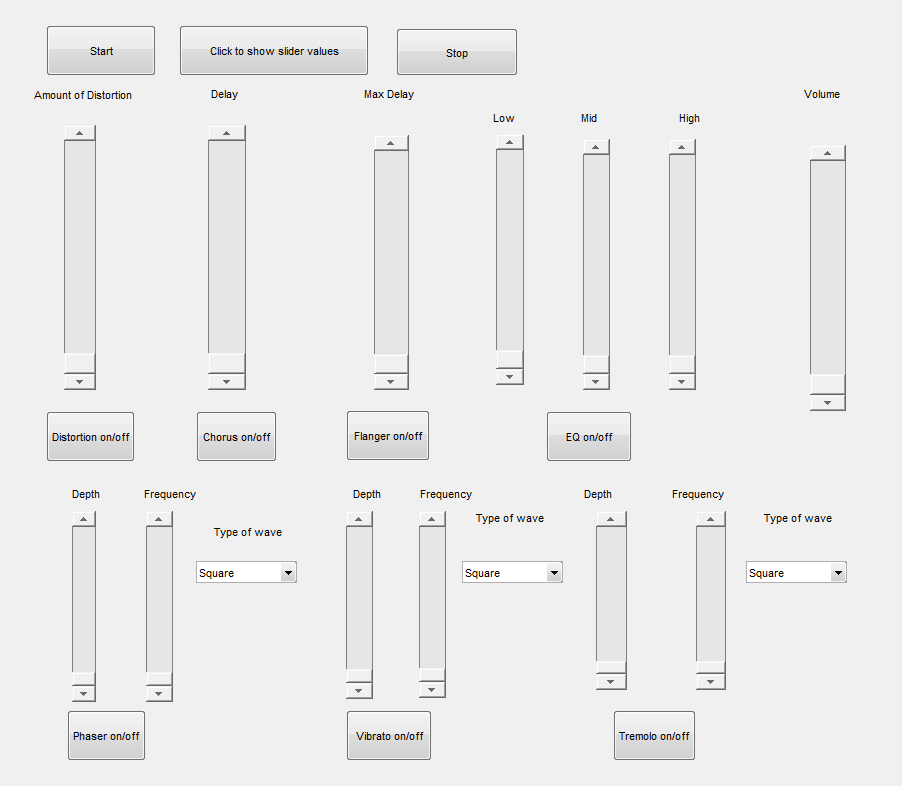 Start
Click to show slider values
Stop
Amount of Distortion
Delay
Max Delay
Volume
Low
Mid
High
Distortion on/off
Chorus on/off
Flanger on/off
EQ on/off
Depth
Frequency
Depth
Frequency
Depth
Frequency
Type of wave
Type of wave
Type of wave
Square
Square
Square
Phaser on/off
Vibrato on/off
Tremolo on/off